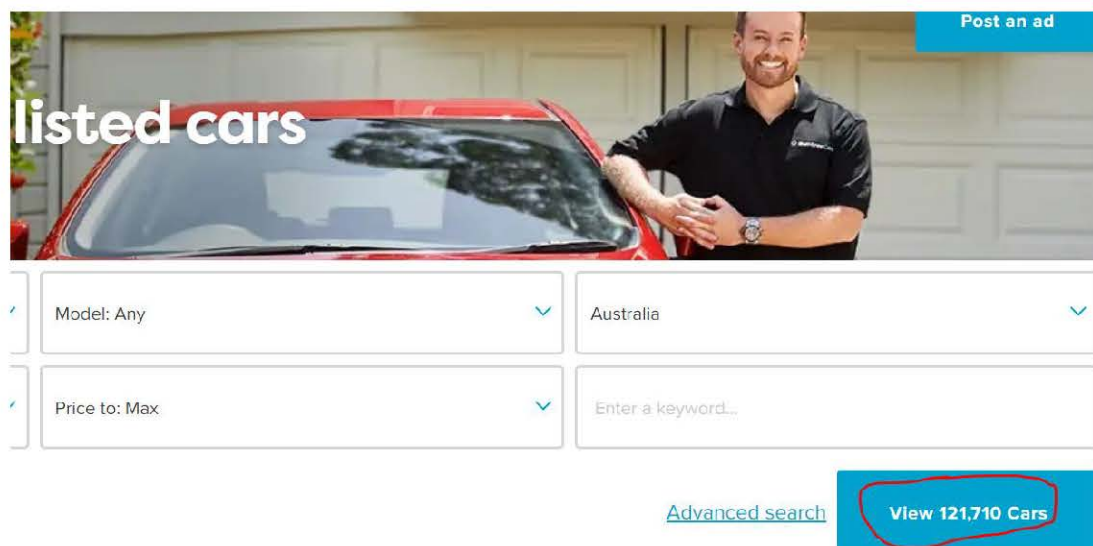 Post an ad
listed cars
Model: Any
Australia
Price to: Max
Enter a keyword...
Advanced search
View 121,710 Cars